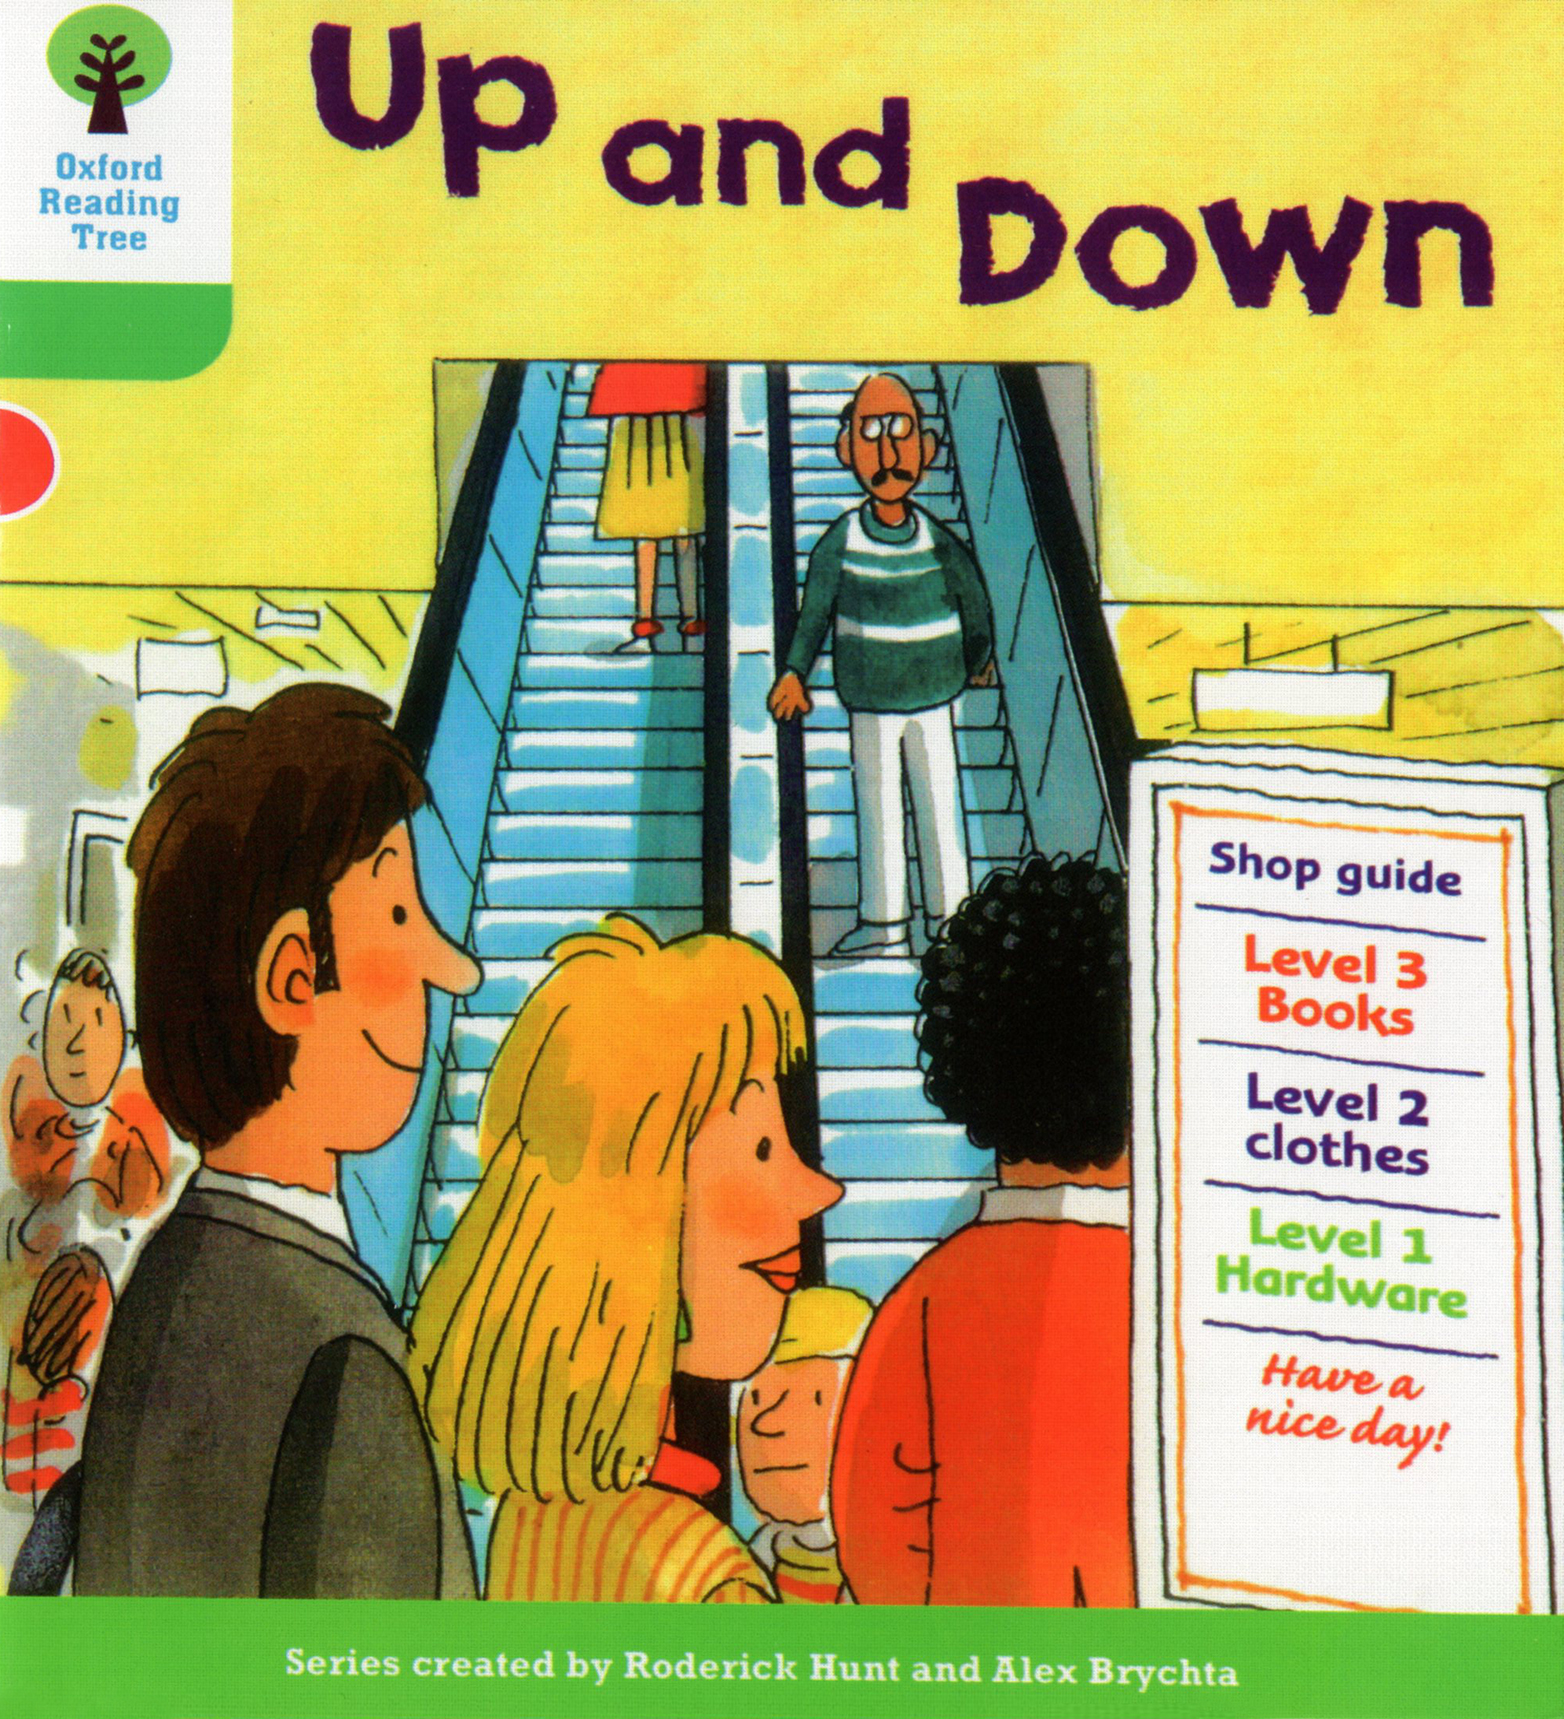 Oxford
Reading
Tree
Up and Down
Shop guide
Level 3
Books
Level 2
clothes
Level 1
Hardware
Have a
nice day!
Series created by Roderick Hunt and Alex Brychta